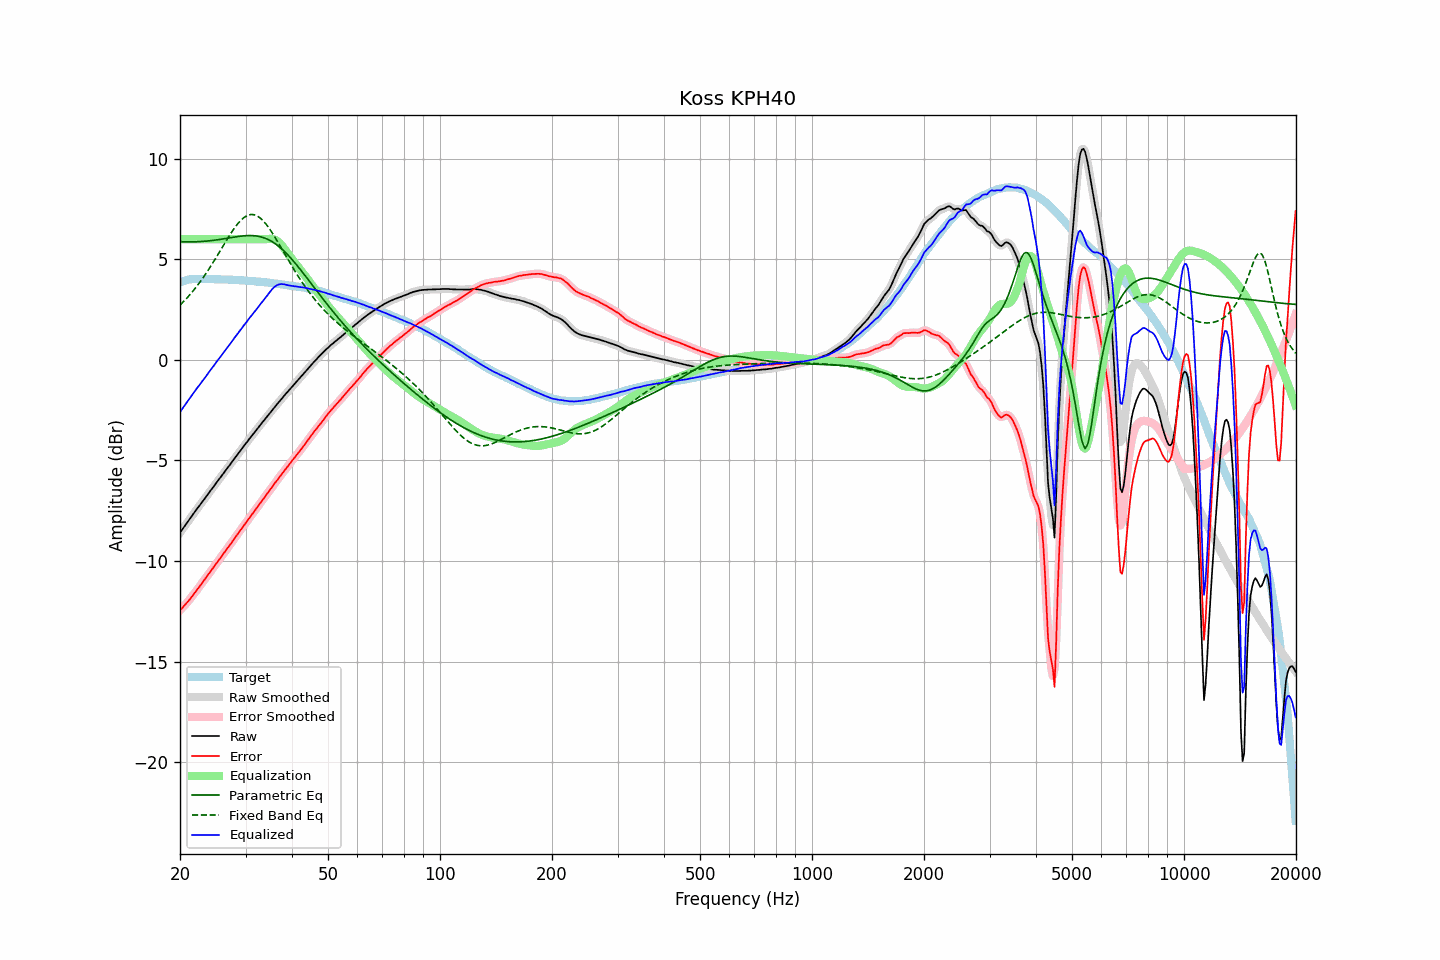 Koss KPH40
10
5
0
−5
−10
−15
−20
Amplitude (dBr)
Target
Raw Smoothed
Error Smoothed
Raw
Error
Equalization
Parametric Eq
Fixed Band Eq
Equalized
20 50 100 200 500 1000 2000 5000 10000 20000
Frequency (Hz)